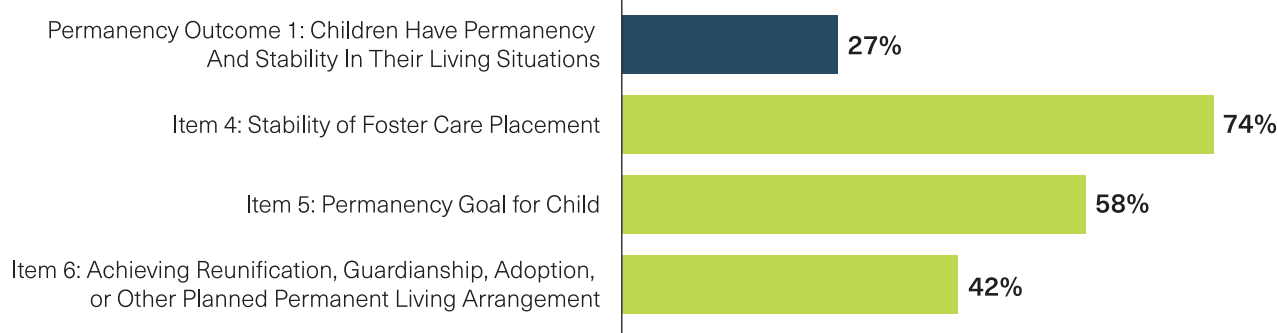 Permanency Outcome 1: Children Have Permanency
And Stability In Their Living Situations
27%
Item 4: Stability of Foster Care Placement
74%
Item 5: Permanency Goal for Child
58%
Item 6: Achieving Reunification, Guardianship, Adoption,
or Other Planned Permanent Living Arrangement
42%